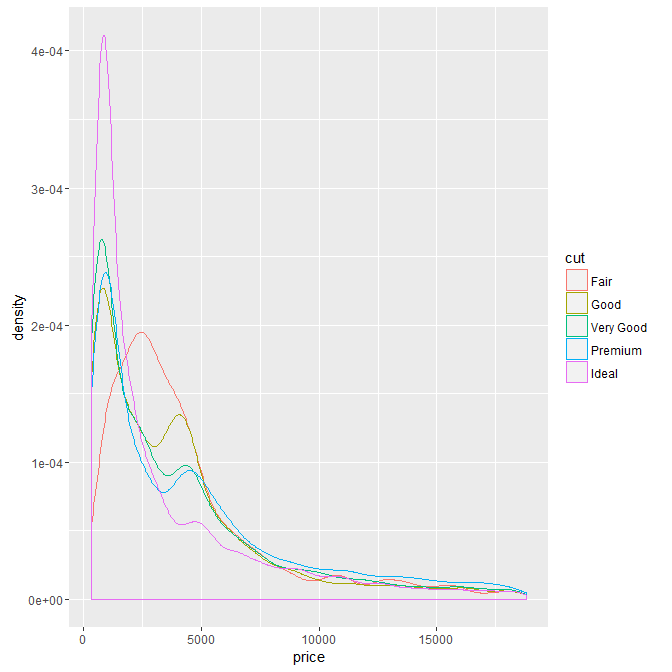 4e-04
3e-04
2e-04
1e-04
0e+00
density
0
5000
10000
15000
price
cut
Fair
Good
Very Good
Premium
Ideal